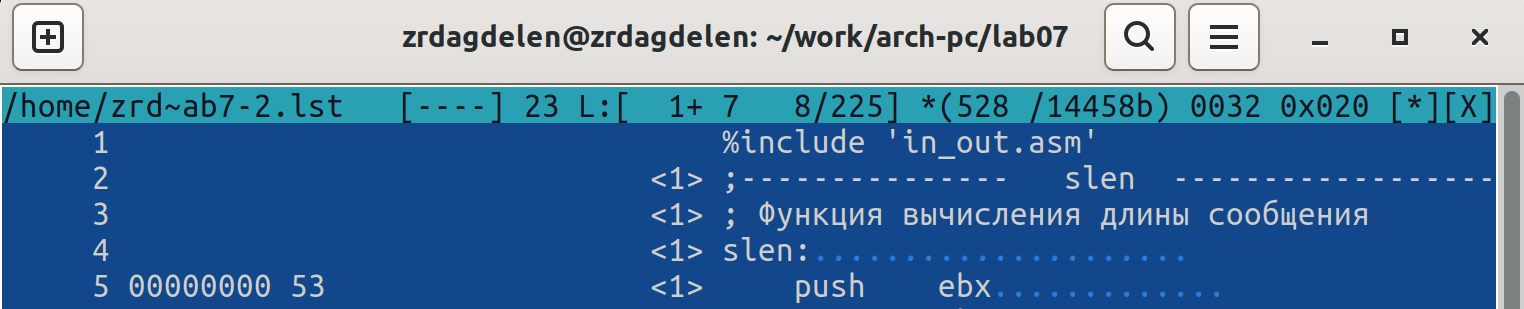 zrdagdelen@zrdagdelen: ~/work/arch-pc/lab07
/home/zrd~ab7-2.lst [----] 23 L:[ 1+ 7 8/225] *(528 /14458b) 0032 0x020 [*][X]
1 %include 'in_out.asm'
2 <1> ;--------------- slen ------------------
3 <1> ; Функция вычисления длины сообщения
4 <1> slen:.....................
5 00000000 53 <1> push ebx.............